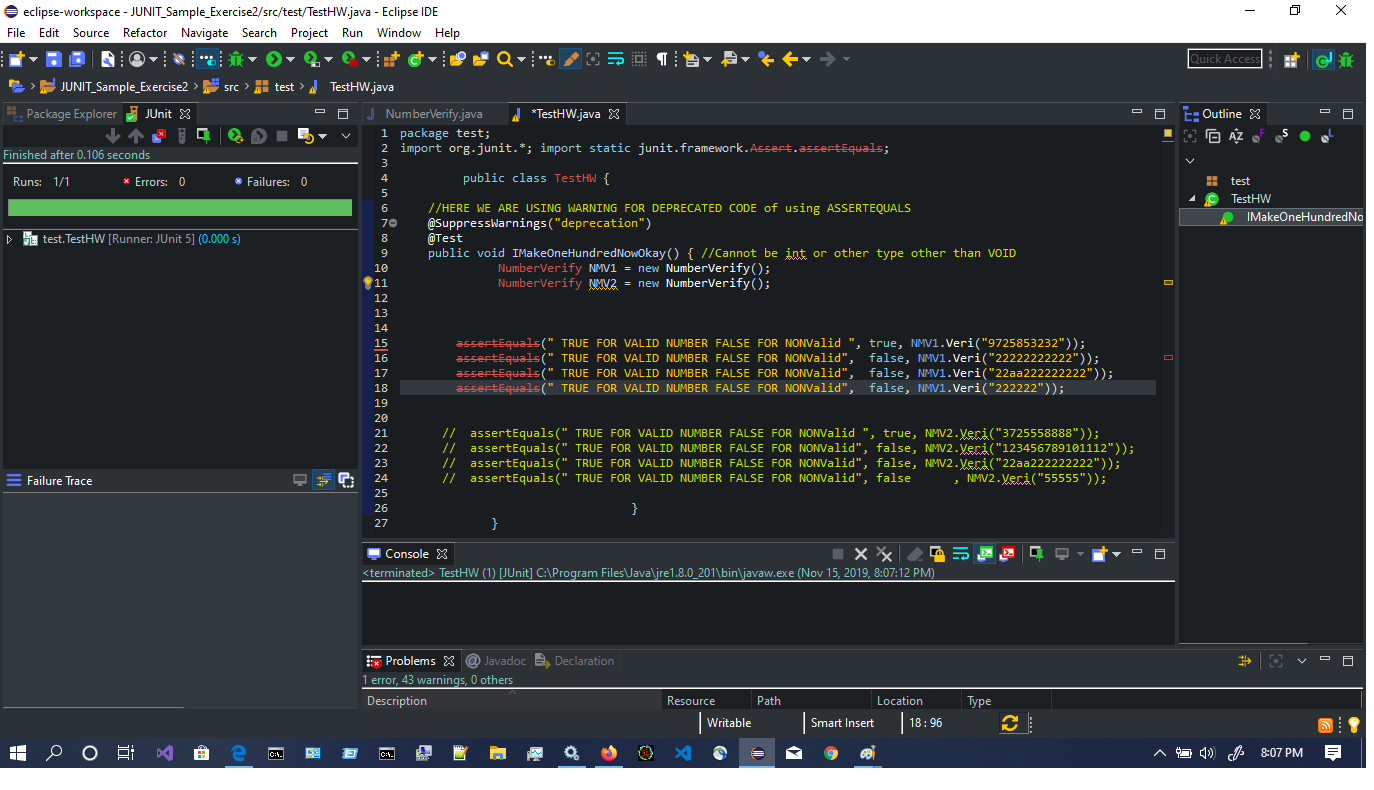 eclipse-workspace - JUNIT_Sample_Exercise2/src/test/TestHW.java - Eclipse IDE
File Edit Source Refactor Navigate Search Project Run Window Help
Quick Access
JUNIT_Sample_Exercise2 > src > test > TestHW.java
Package Explorer JUnit
Finished after 0.106 seconds
Runs: 1/1 Errors: 0 Failures: 0
test.TestHW [Runner: JUnit 5] (0.000 s)
Failure Trace
NumberVerify.java *TestHW.java
1 package test;
2 import org.junit.*; import static junit.framework.Assert.assertEquals;
3
4 public class TestHW {
5
6 //HERE WE ARE USING WARNING FOR DEPRECATED CODE of using ASSERTEQUALS
7 @SuppressWarnings("deprecation")
8 @Test
9 public void IMakeOneHundredNowOkay() { //Cannot be int or other type other than VOID
10 NumberVerify NMV1 = new NumberVerify();
11 NumberVerify NMV2 = new NumberVerify();
12
13
14
15 assertEquals(" TRUE FOR VALID NUMBER FALSE FOR NONValid ", true, NMV1.Veri("9725853232"));
16 assertEquals(" TRUE FOR VALID NUMBER FALSE FOR NONValid", false, NMV1.Veri("22222222222"));
17 assertEquals(" TRUE FOR VALID NUMBER FALSE FOR NONValid", false, NMV1.Veri("22aa222222222"));
18 assertEquals(" TRUE FOR VALID NUMBER FALSE FOR NONValid", false, NMV1.Veri("222222"));
19
20
21 // assertEquals(" TRUE FOR VALID NUMBER FALSE FOR NONValid ", true, NMV2.Veri("3725558888"));
22 // assertEquals(" TRUE FOR VALID NUMBER FALSE FOR NONValid", false, NMV2.Veri("123456789101112"));
23 // assertEquals(" TRUE FOR VALID NUMBER FALSE FOR NONValid", false, NMV2.Veri("22aa222222222"));
24 // assertEquals(" TRUE FOR VALID NUMBER FALSE FOR NONValid", false , NMV2.Veri("55555"));
25
26 }
27 }
Outline
test
TestHW
IMakeOneHundredNo
Console
<terminated> TestHW (1) [JUnit] C:\Program Files\Java\jre1.8.0_201\bin\javaw.exe (Nov 15, 2019, 8:07:12 PM)
Problems Javadoc Declaration
1 error, 43 warnings, 0 others
Description Resource Path Location Type
Writable Smart Insert 18 : 96
8:07 PM